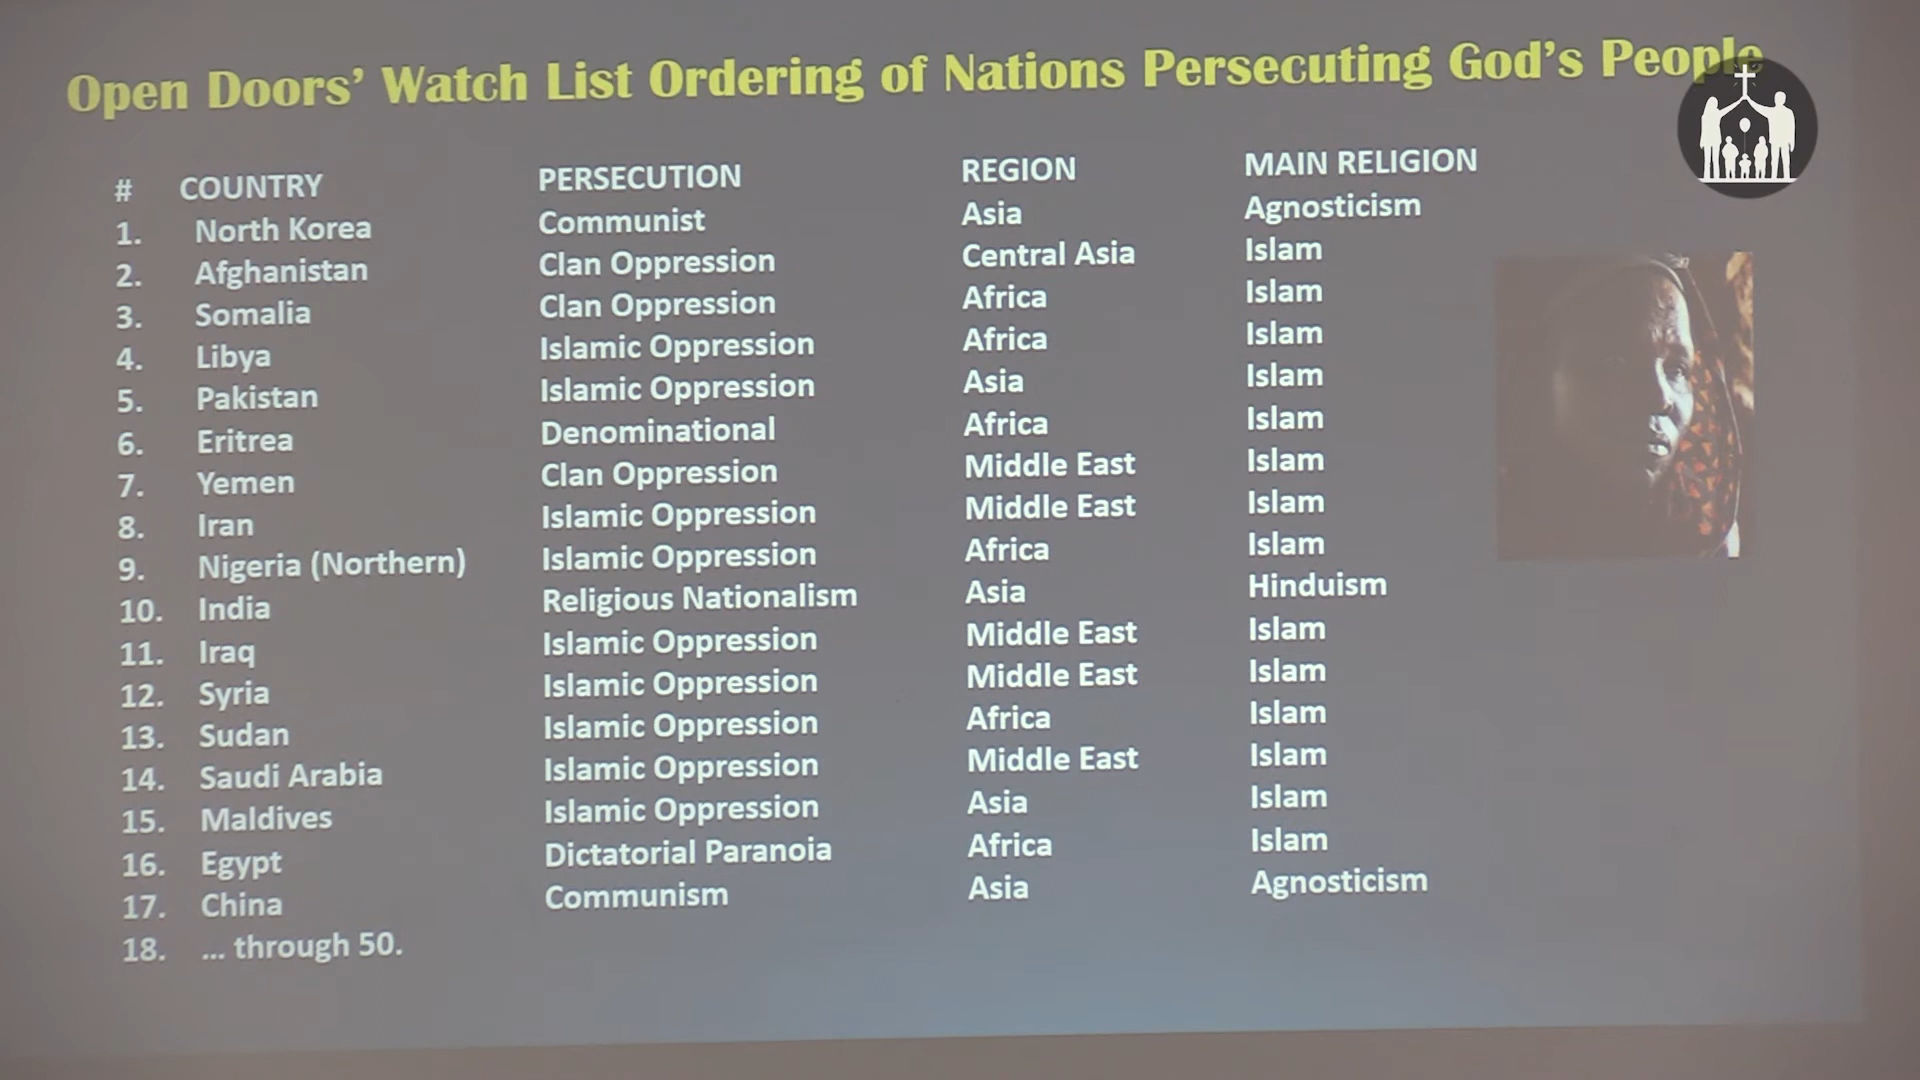 Open Doors' Watch List Ordering of Nations Persecuting God's People
# COUNTRY PERSECUTION REGION MAIN RELIGION
1. North Korea Communist Asia Agnosticism
2. Afghanistan Clan Oppression Central Asia Islam
3. Somalia Clan Oppression Africa Islam
4. Libya Islamic Oppression Africa Islam
5. Pakistan Islamic Oppression Asia Islam
6. Eritrea Denominational Africa Islam
7. Yemen Clan Oppression Middle East Islam
8. Iran Islamic Oppression Middle East Islam
9. Nigeria (Northern) Islamic Oppression Africa Islam
10. India Religious Nationalism Asia Hinduism
11. Iraq Islamic Oppression Middle East Islam
12. Syria Islamic Oppression Middle East Islam
13. Sudan Islamic Oppression Africa Islam
14. Saudi Arabia Islamic Oppression Middle East Islam
15. Maldives Islamic Oppression Asia Islam
16. Egypt Dictatorial Paranoia Africa Islam
17. China Communism Asia Agnosticism
18. ... through 50.